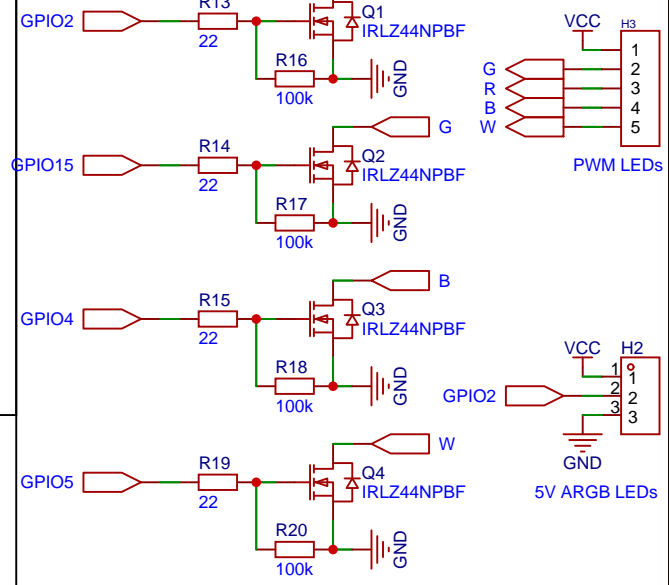 R13
GPIO2
22
Q1
IRLZ44NPBF
R16
100k
GND
G
R14
GPIO15
22
Q2
IRLZ44NPBF
R17
100k
GND
B
R15
GPIO4
22
Q3
IRLZ44NPBF
R18
100k
GND
W
R19
GPIO5
22
Q4
IRLZ44NPBF
R20
100k
GND
VCC
H3
1
G 2
R 3
B 4
W 5
PWM LEDs
VCC
H2
1 1
GPIO2 2 2
3 3
GND
5V ARGB LEDs